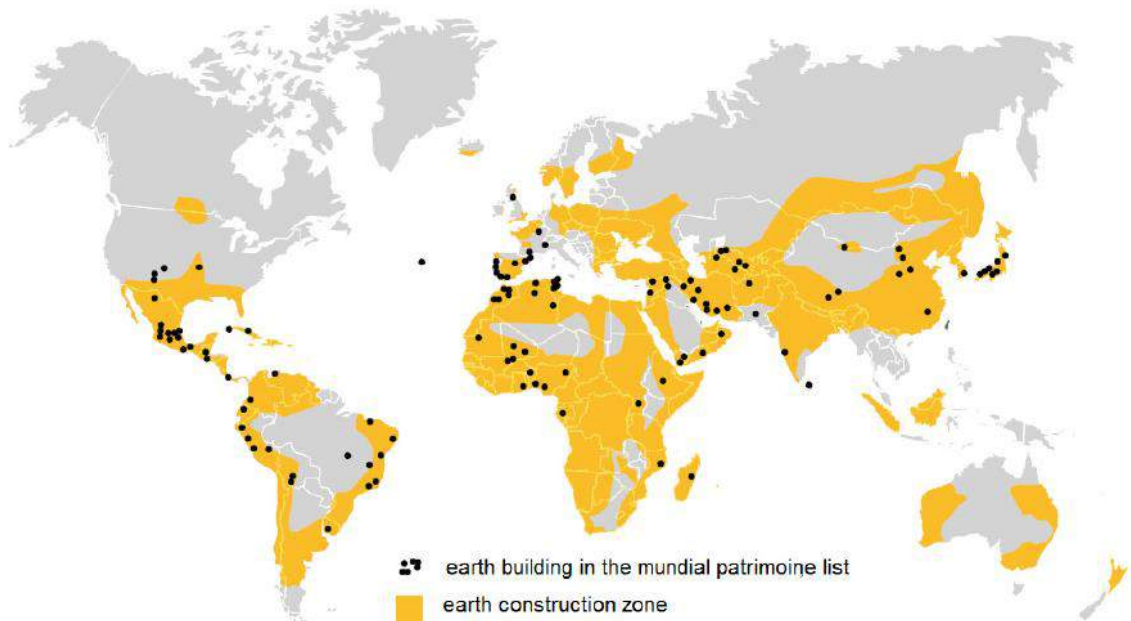 earth building in the mundial patrimoine list
earth construction zone